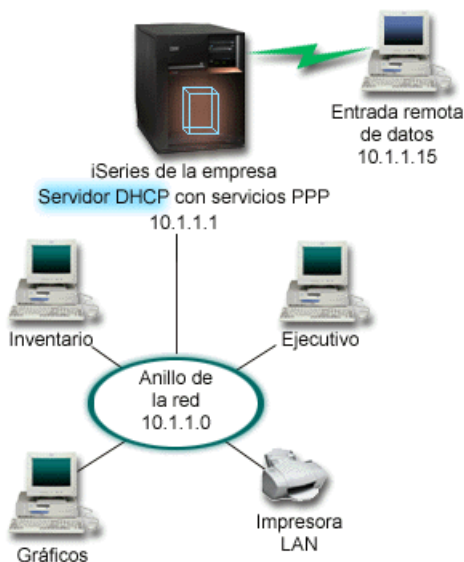 Entrada remota
de datos
10.1.1.15
iSeries de la empresa
Servidor DHCP con servicios PPP
10.1.1.1
Inventario
Ejecutivo
Anillo de
la red
10.1.1.0
Gráficos
Impresora
LAN